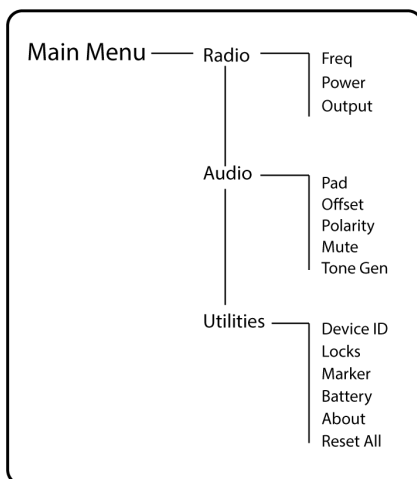 Main Menu
Radio
Freq
Power
Output
Audio
Pad
Offset
Polarity
Mute
Tone Gen
Utilities
Device ID
Locks
Marker
Battery
About
Reset All